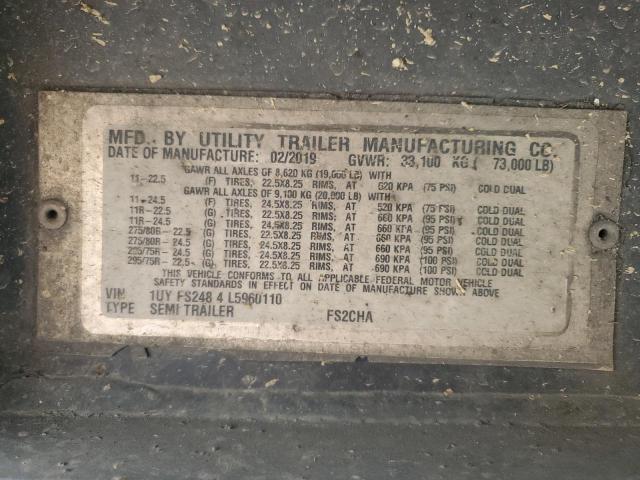 MFD. BY UTILITY TRAILER MANUFACTURING CO.
DATE OF MANUFACTURE: 02/2019 GVWR: 33,100 KG ( 73,000 LB)
GAWR ALL AXLES OF 8,620 KG (19,000 LB) WITH
11-22.5 (F) TIRES, 22.5X8.25 RIMS, AT 520 KPA (75 PSI) COLD DUAL
GAWR ALL AXLES OF 9,100 KG (20,000 LB) WITH
11-24.5 (F) TIRES, 24.5X8.25 RIMS, AT 520 KPA (75 PSI) COLD DUAL
11R-22.5 (G) TIRES, 22.5X8.25 RIMS, AT 660 KPA (95 PSI) COLD DUAL
11R-24.5 (G) TIRES, 24.5X8.25 RIMS, AT 660 KPA (95 PSI) COLD DUAL
275/80R-22.5 (G) TIRES, 22.5X8.25 RIMS, AT 660 KPA (95 PSI) COLD DUAL
275/80R-24.5 (G) TIRES, 24.5X8.25 RIMS, AT 660 KPA (95 PSI) COLD DUAL
285/75R-24.5 (G) TIRES, 24.5X8.25 RIMS, AT 690 KPA (100 PSI) COLD DUAL
295/75R-22.5 (G) TIRES, 22.5X8.25 RIMS, AT 690 KPA (100 PSI) COLD DUAL
THIS VEHICLE CONFORMS TO ALL APPLICABLE FEDERAL MOTOR VEHICLE
SAFETY STANDARDS IN EFFECT ON DATE OF MANUFACTURE SHOWN ABOVE
VIN 1UY FS248 4 L5960110
TYPE SEMI TRAILER FS2CHA